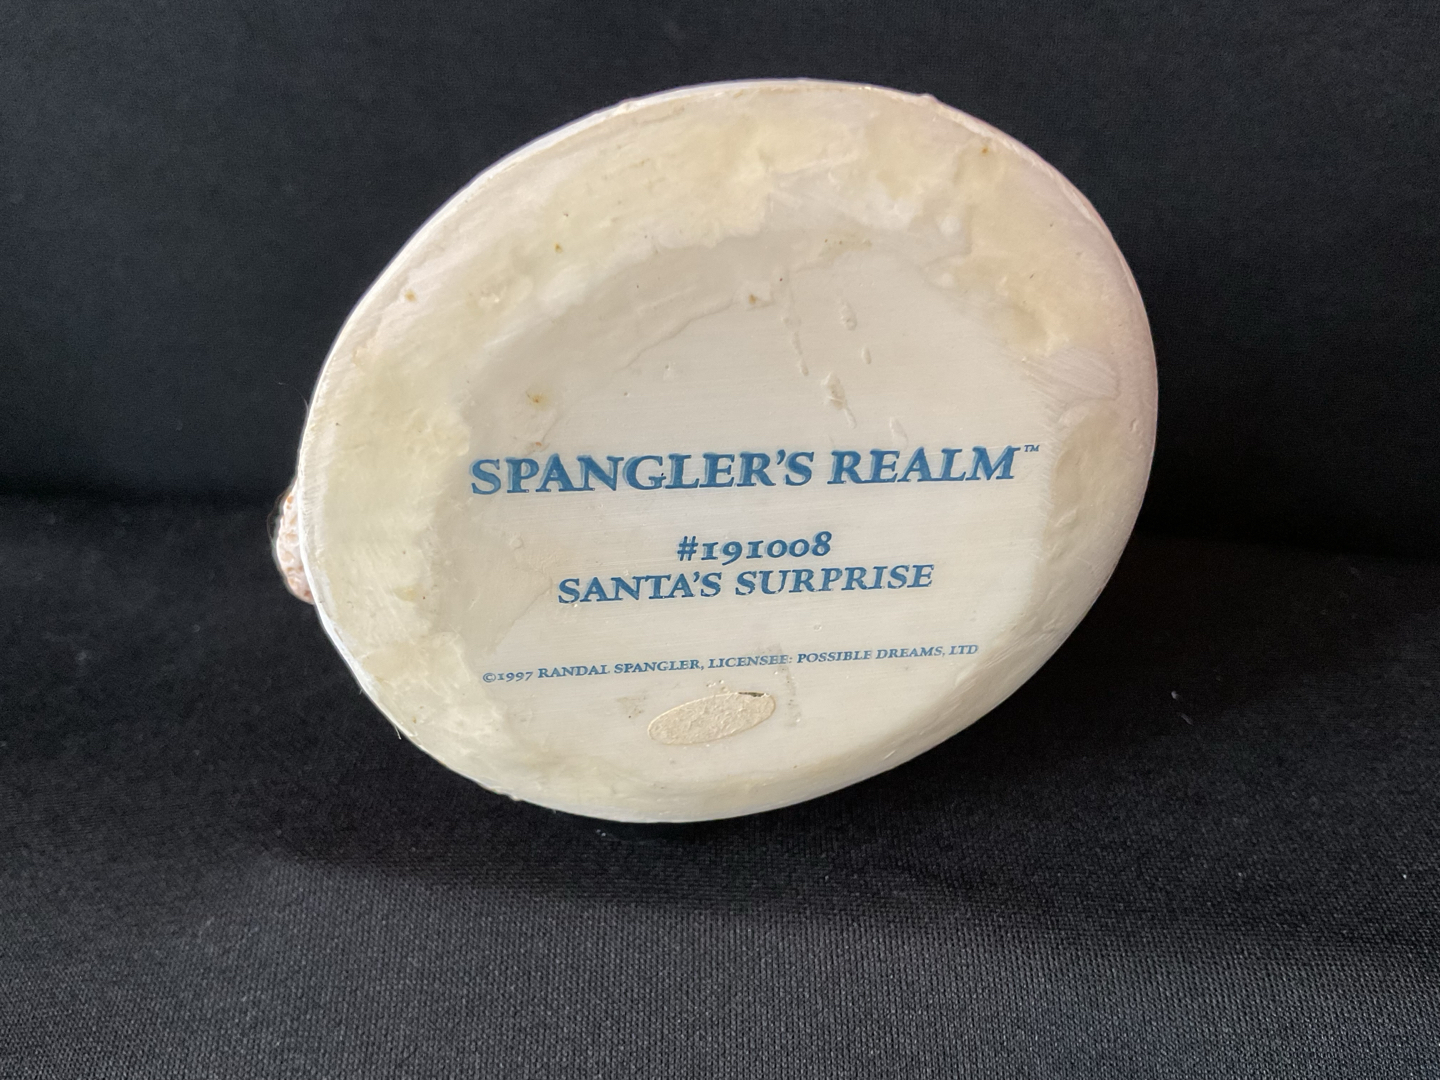 SPANGLER'S REALM™
#191008
SANTA'S SURPRISE
©1997 RANDAL SPANGLER, LICENSEE: POSSIBLE DREAMS, LTD